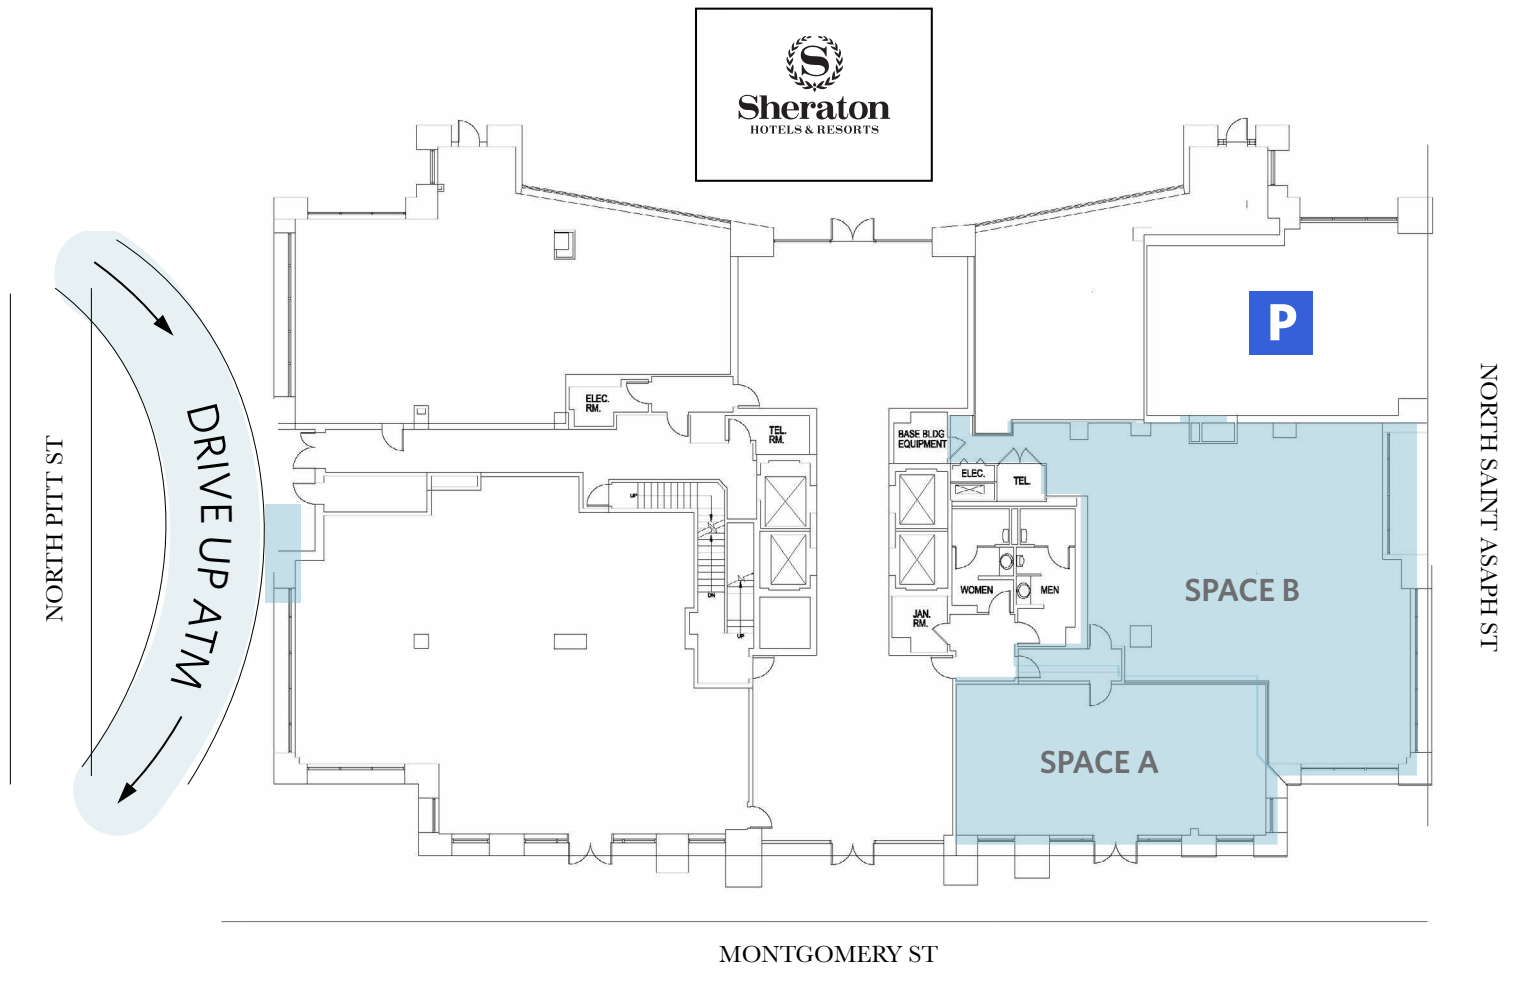 S
Sheraton
HOTELS & RESORTS
P
DRIVE UP ATM
NORTH PITT ST
NORTH SAINT ASAPH ST
ELEC.
RM.
TEL.
RM.
BASE BLDG
EQUIPMENT
ELEC.
TEL.
UP
DN
UP
WOMEN
MEN
JAN.
RM.
SPACE B
SPACE A
MONTGOMERY ST